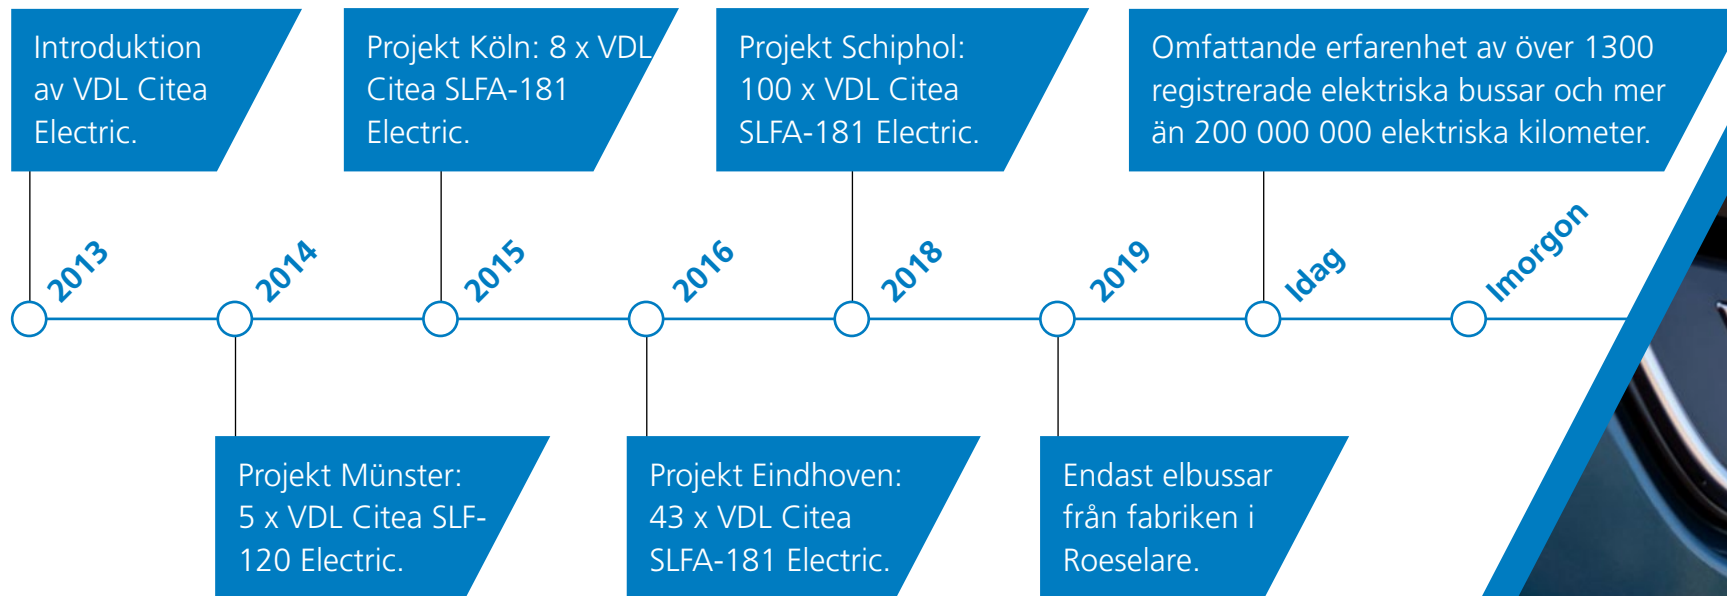 Introduktion
av VDL Citea
Electric.
Projekt Köln: 8 x VDL
Citea SLFA-181
Electric.
Projekt Schiphol:
100 x VDL Citea
SLFA-181 Electric.
Omfattande erfarenhet av över 1300
registrerade elektriska bussar och mer
än 200 000 000 elektriska kilometer.
2013
2014
2015
2016
2018
2019
Idag
Imorgon
Projekt Münster:
5 x VDL Citea SLF-
120 Electric.
Projekt Eindhoven:
43 x VDL Citea
SLFA-181 Electric.
Endast elbussar
från fabriken i
Roeselare.